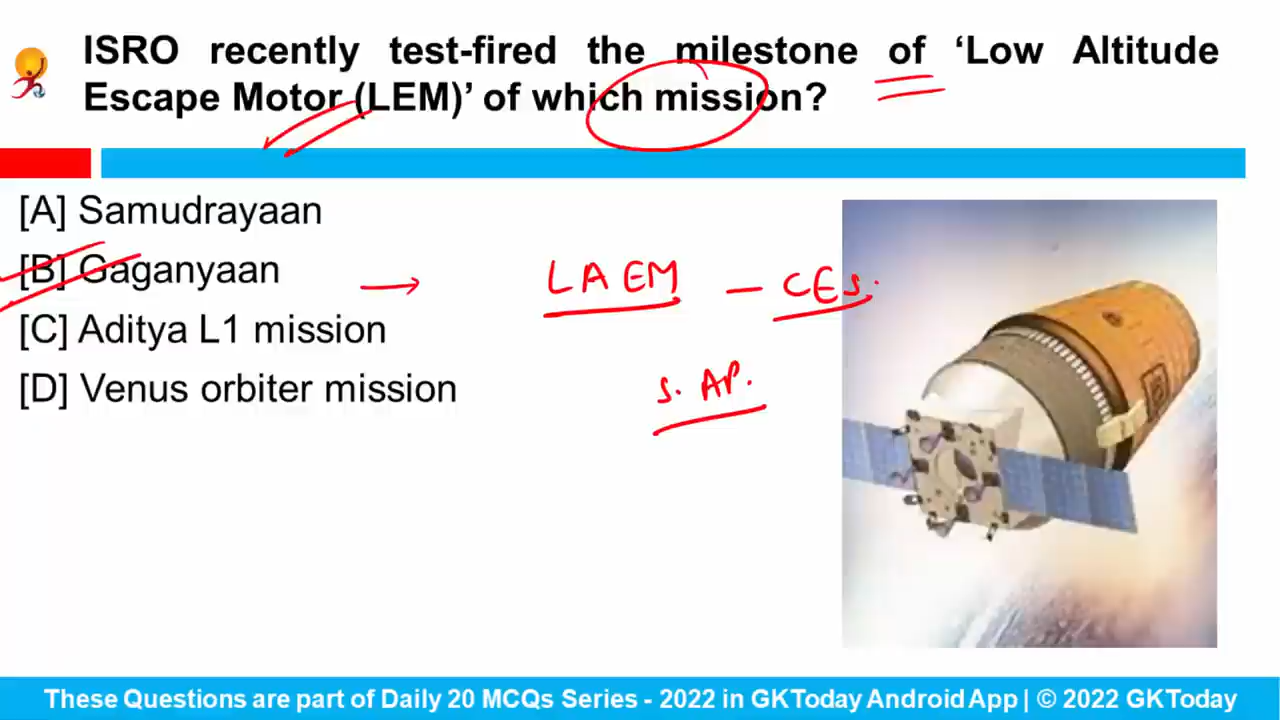 ISRO recently test-fired the milestone of ‘Low Altitude
Escape Motor (LEM)’ of which mission?
[A] Samudrayaan
[B] Gaganyaan
LAEM – CES.
[C] Aditya L1 mission
[D] Venus orbiter mission
S. AP.
These Questions are part of Daily 20 MCQs Series - 2022 in GKToday Android App | © 2022 GKToday